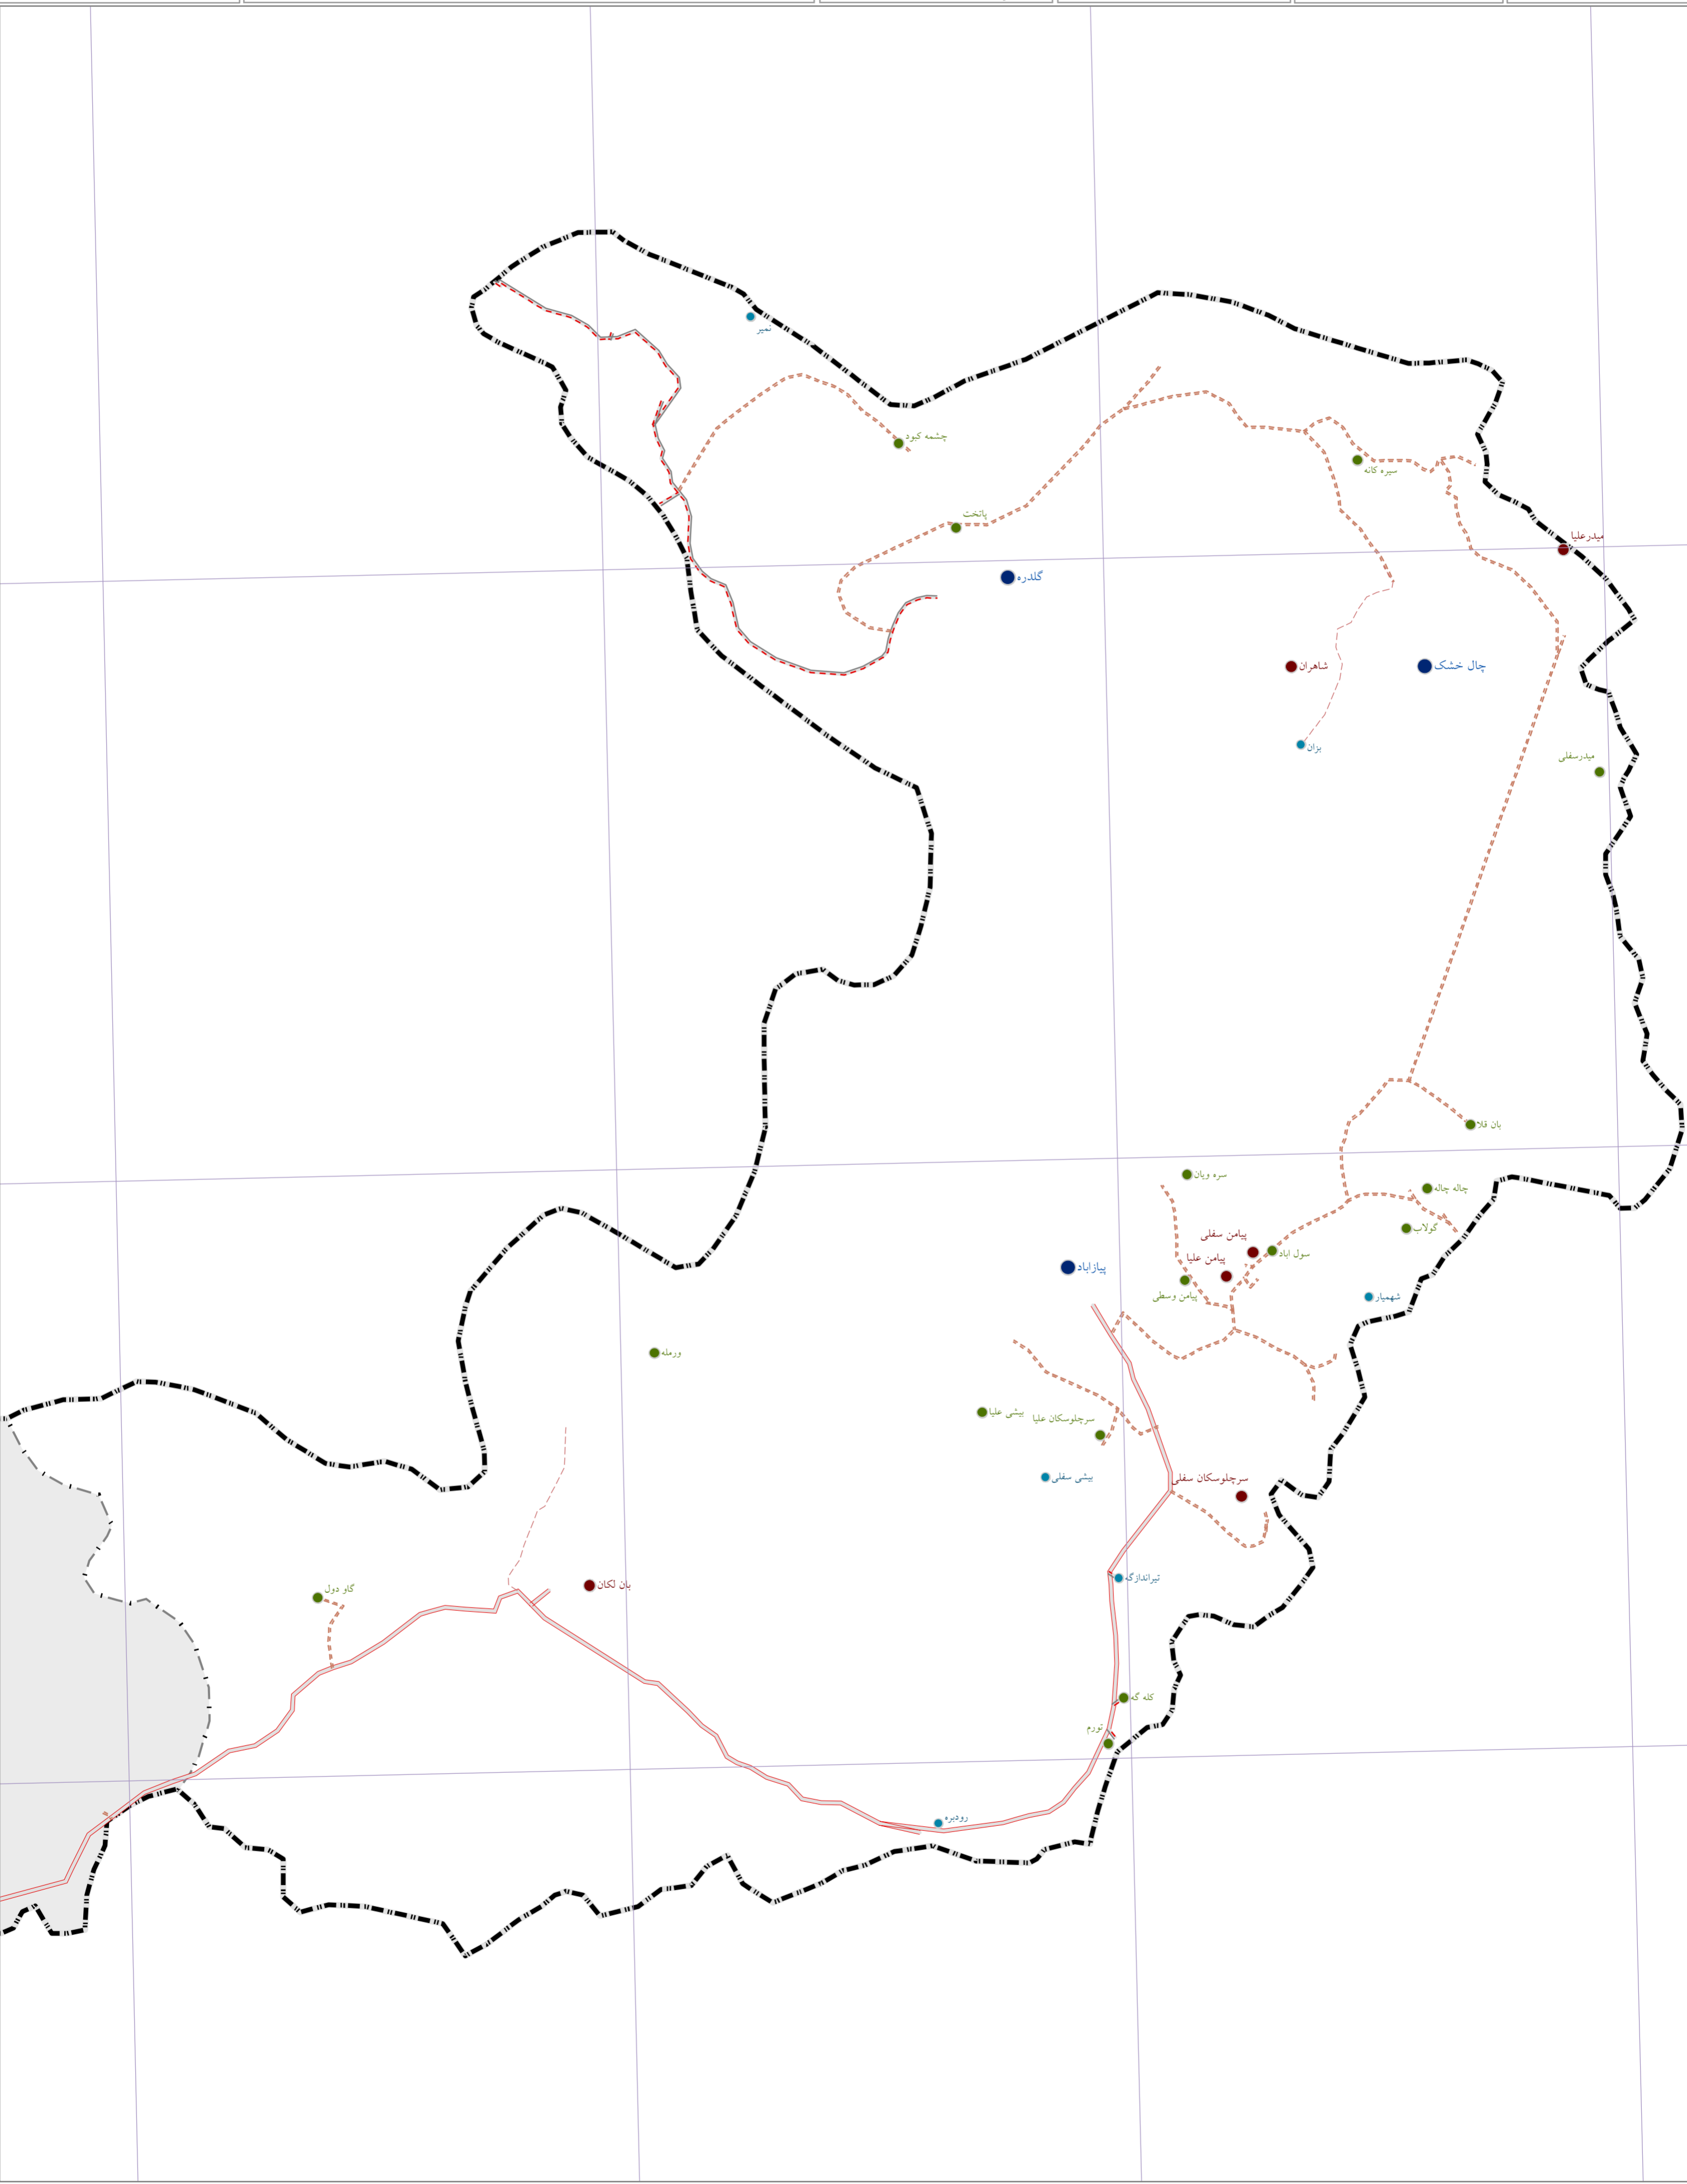 نمیر
چشمه کبود
سیره کانه
پاتخت
میدرعلیا
گلدره
شاهران
چال خشک
بزان
میدرسفلی
بان قلا
سره ویان
چاله چاله
گولاب
پیامن سفلی
سول اباد
پیامن علیا
پیازاباد
پیامن وسطی
شهمیار
ورمله
بیشی علیا
سرچلوسکان علیا
بیشی سفلی
سرچلوسکان سفلی
تیراندازگه
بان لکان
گاو دول
کله گه
تورم
رودبره